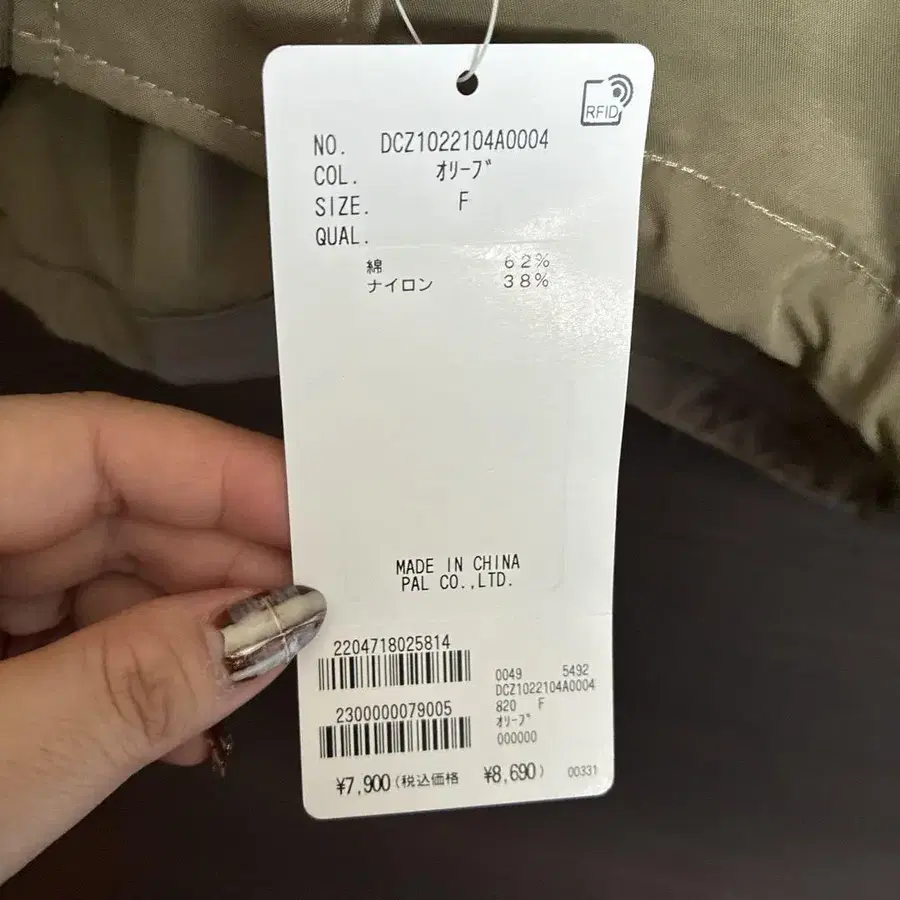 RFID
NO. DCZ1022104A0004
COL. ｵﾘｰﾌﾞ
SIZE. F
QUAL.
綿 62%
ナイロン 38%
MADE IN CHINA
PAL CO.,LTD.
2204718025814
2300000079005
0049 5492
DCZ1022104A0004
820 F
ｵﾘｰﾌﾞ
000000
¥7,900(税込価格 ¥8,690) 00331